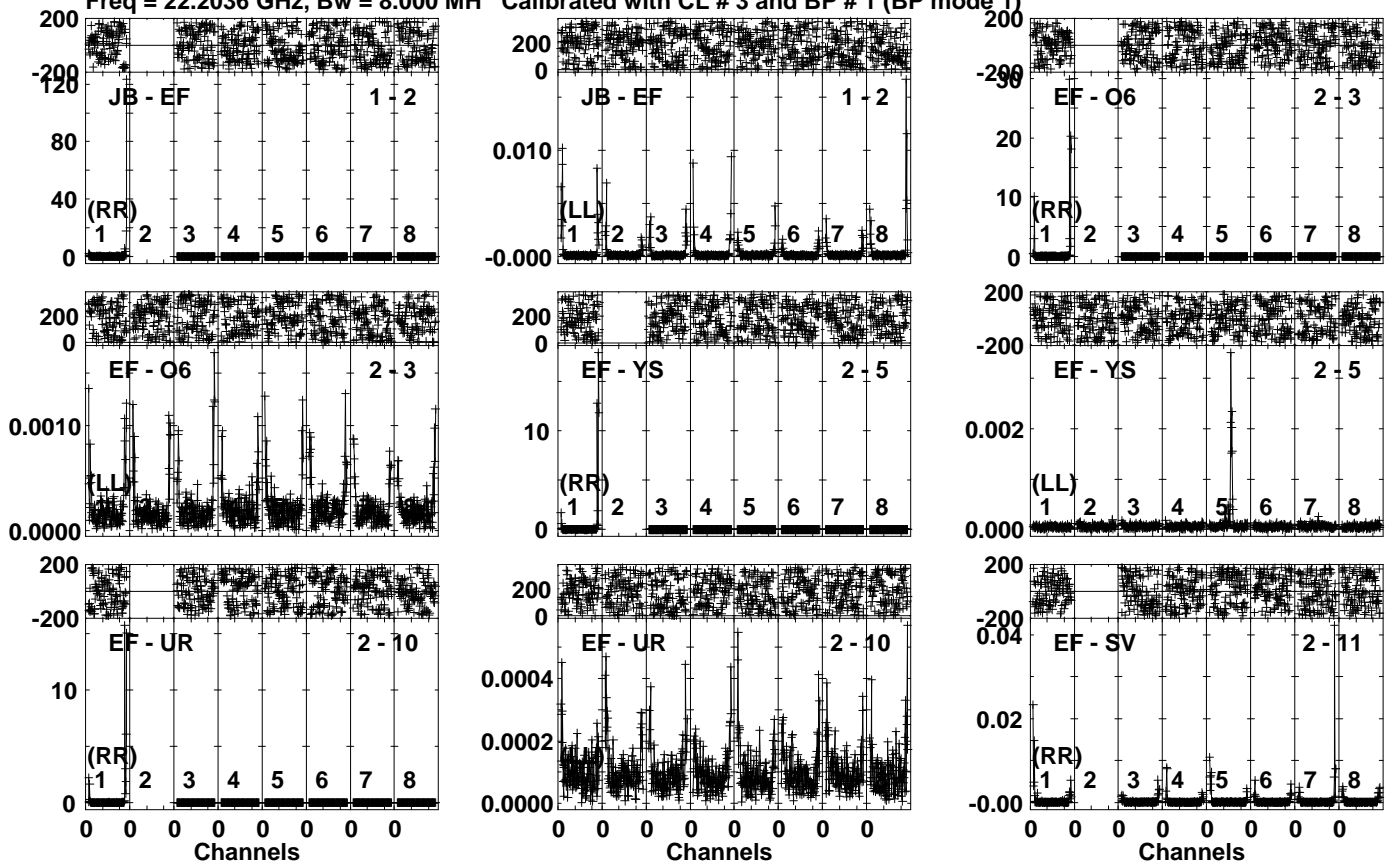 Freq = 22.2036 GHz, Bw = 8.000 MH Calibrated with CL # 3 and BP # 1 (BP mode 1)
200
-200
120
80
40
0
JB - EF 1 - 2
(RR)
1 2 3 4 5 6 7 8
200
0
0.010
-0.000
JB - EF 1 - 2
(LL)
1 2 3 4 5 6 7 8
200
-200
30
20
10
0
EF - O6 2 - 3
(RR)
1 2 3 4 5 6 7 8
200
0
0.0010
0.0000
EF - O6 2 - 3
(LL)
200
0
10
0
EF - YS 2 - 5
(RR)
1 2 3 4 5 6 7 8
200
-200
0.002
0.000
EF - YS 2 - 5
(LL)
1 2 3 4 5 6 7 8
200
-200
10
0
EF - UR 2 - 10
(RR)
1 2 3 4 5 6 7 8
0 0 0 0 0 0 0 0
Channels
200
0
0.0004
0.0002
0.0000
EF - UR 2 - 10
0 0 0 0 0 0 0 0
Channels
200
-200
0.04
0.02
-0.00
EF - SV 2 - 11
(RR)
1 2 3 4 5 6 7 8
0 0 0 0 0 0 0 0
Channels